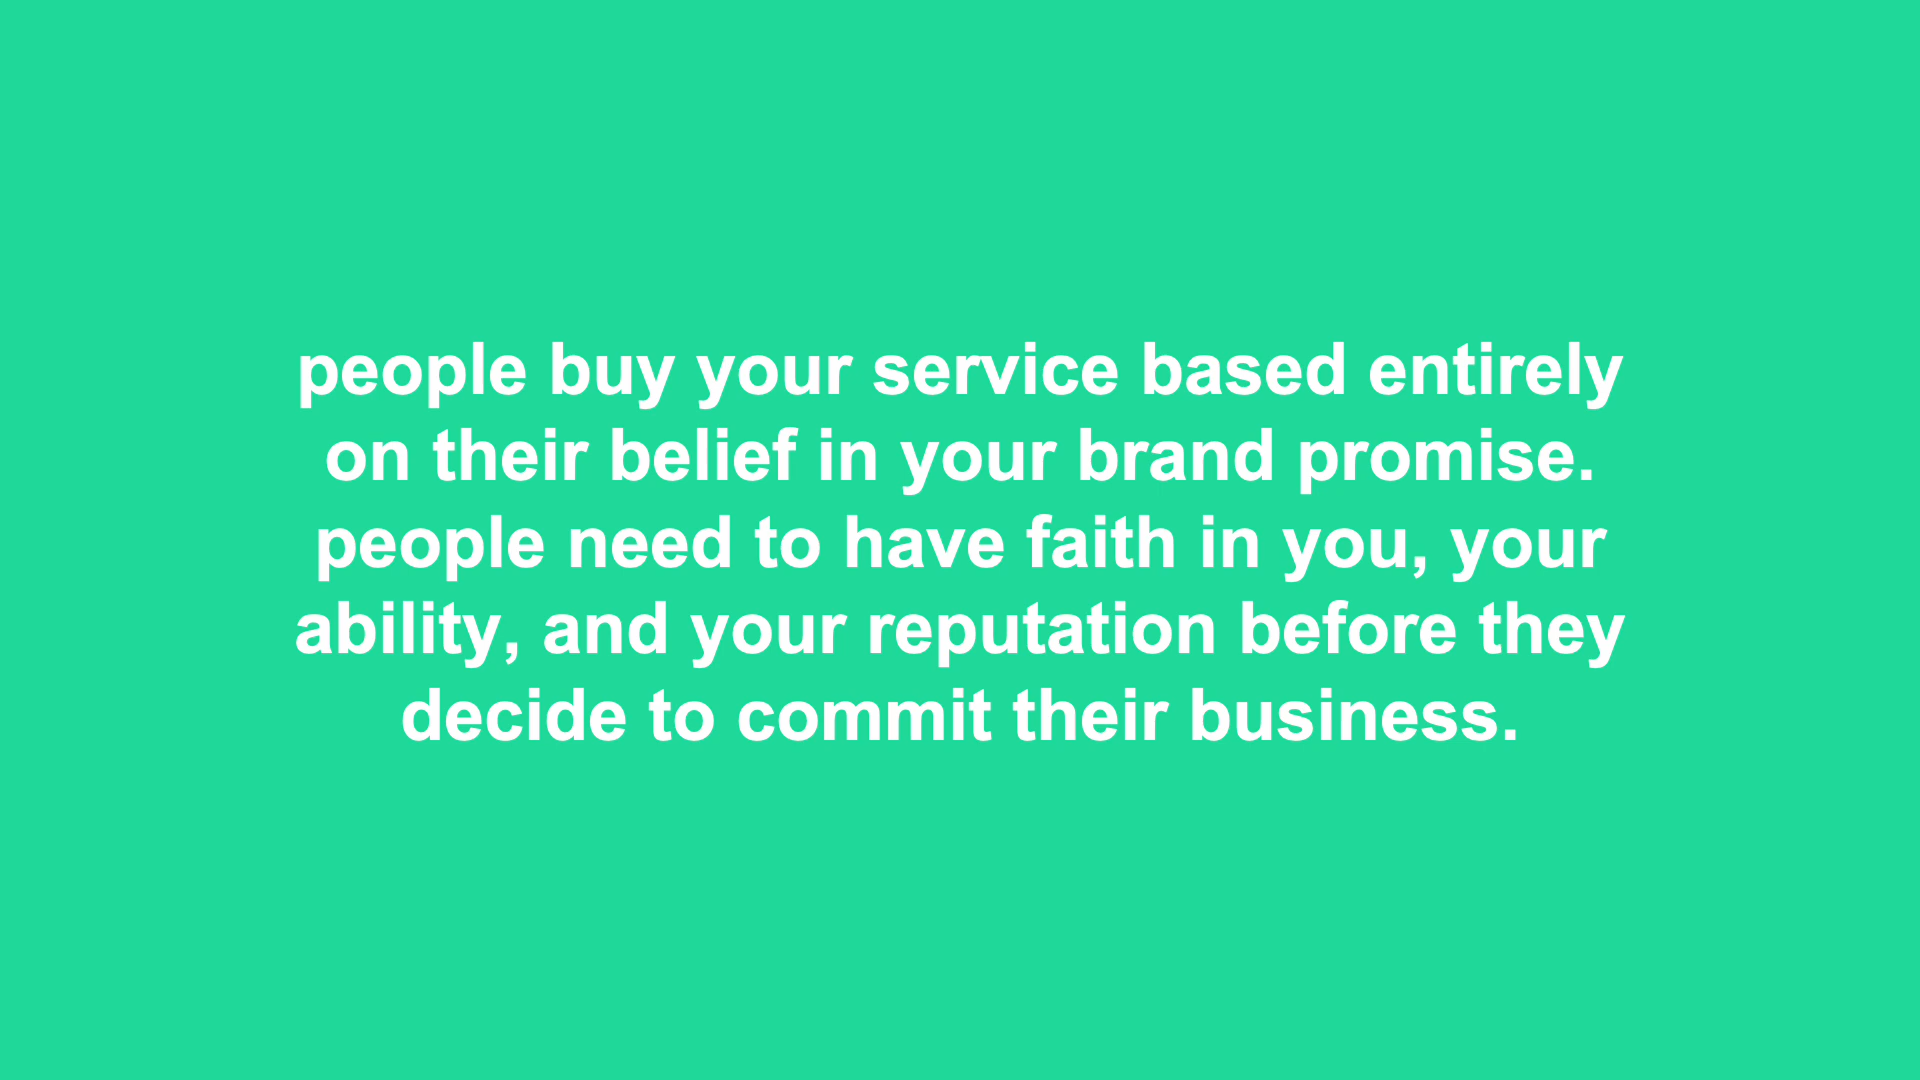 people buy your service based entirely
on their belief in your brand promise.
people need to have faith in you, your
ability, and your reputation before they
decide to commit their business.